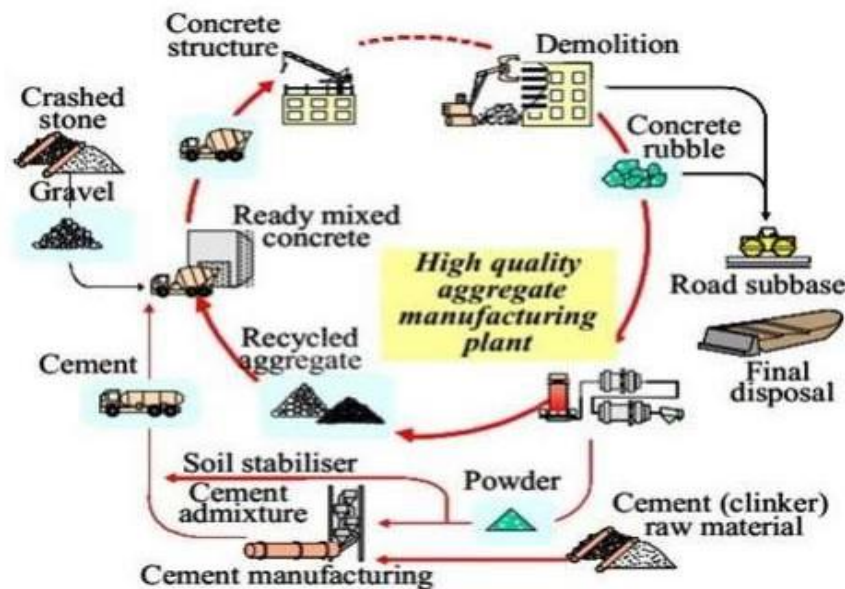 Concrete
structure
Demolition
Crashed
stone
Gravel
Concrete
rubble
Ready mixed
concrete
High quality
aggregate
manufacturing
plant
Road subbase
Recycled
aggregate
Cement
Final
disposal
Soil stabiliser
Cement
admixture
Powder
Cement (clinker)
raw material
Cement manufacturing